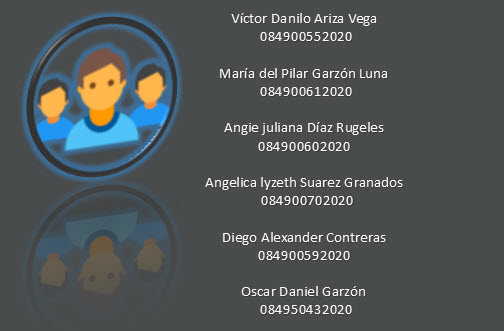 Víctor Danilo Ariza Vega
084900552020
María del Pilar Garzón Luna
084900612020
Angie juliana Díaz Rugeles
084900602020
Angelica lyzeth Suarez Granados
084900702020
Diego Alexander Contreras
084900592020
Oscar Daniel Garzón
084950432020